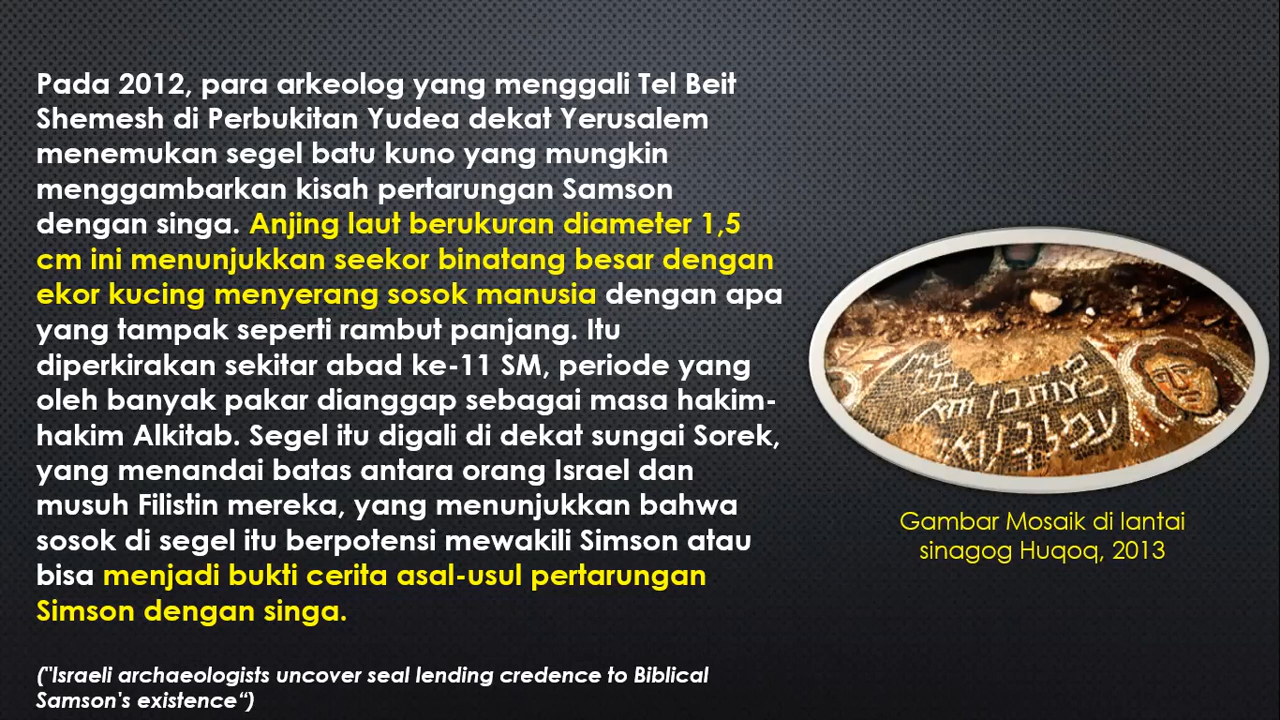 Pada 2012, para arkeolog yang menggali Tel Beit
Shemesh di Perbukitan Yudea dekat Yerusalem
menemukan segel batu kuno yang mungkin
menggambarkan kisah pertarungan Samson
dengan singa. Anjing laut berukuran diameter 1,5
cm ini menunjukkan seekor binatang besar dengan
ekor kucing menyerang sosok manusia dengan apa
yang tampak seperti rambut panjang. Itu
diperkirakan sekitar abad ke-11 SM, periode yang
oleh banyak pakar dianggap sebagai masa hakim-
hakim Alkitab. Segel itu digali di dekat sungai Sorek,
yang menandai batas antara orang Israel dan
musuh Filistin mereka, yang menunjukkan bahwa
sosok di segel itu berpotensi mewakili Simson atau
bisa menjadi bukti cerita asal-usul pertarungan
Simson dengan singa.
("Israeli archaeologists uncover seal lending credence to Biblical
Samson's existence“)
Gambar Mosaik di lantai
sinagog Huqoq, 2013